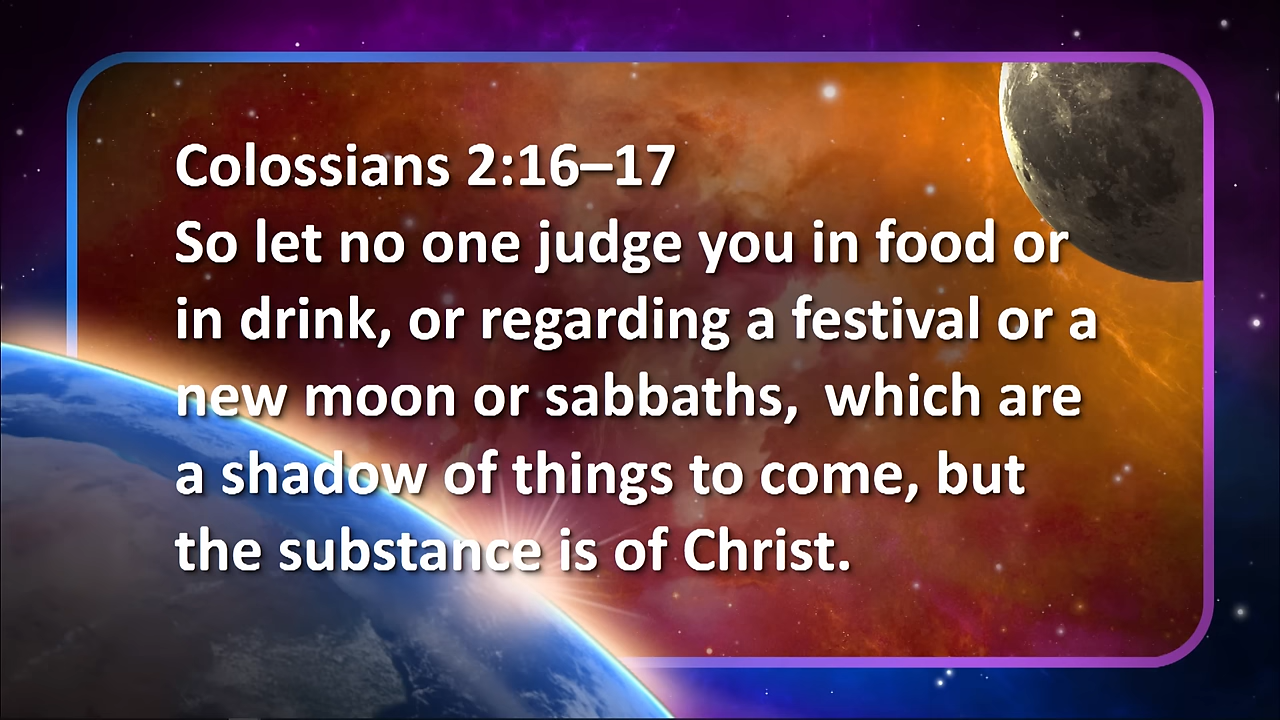 Colossians 2:16–17
So let no one judge you in food or
in drink, or regarding a festival or a
new moon or sabbaths, which are
a shadow of things to come, but
the substance is of Christ.